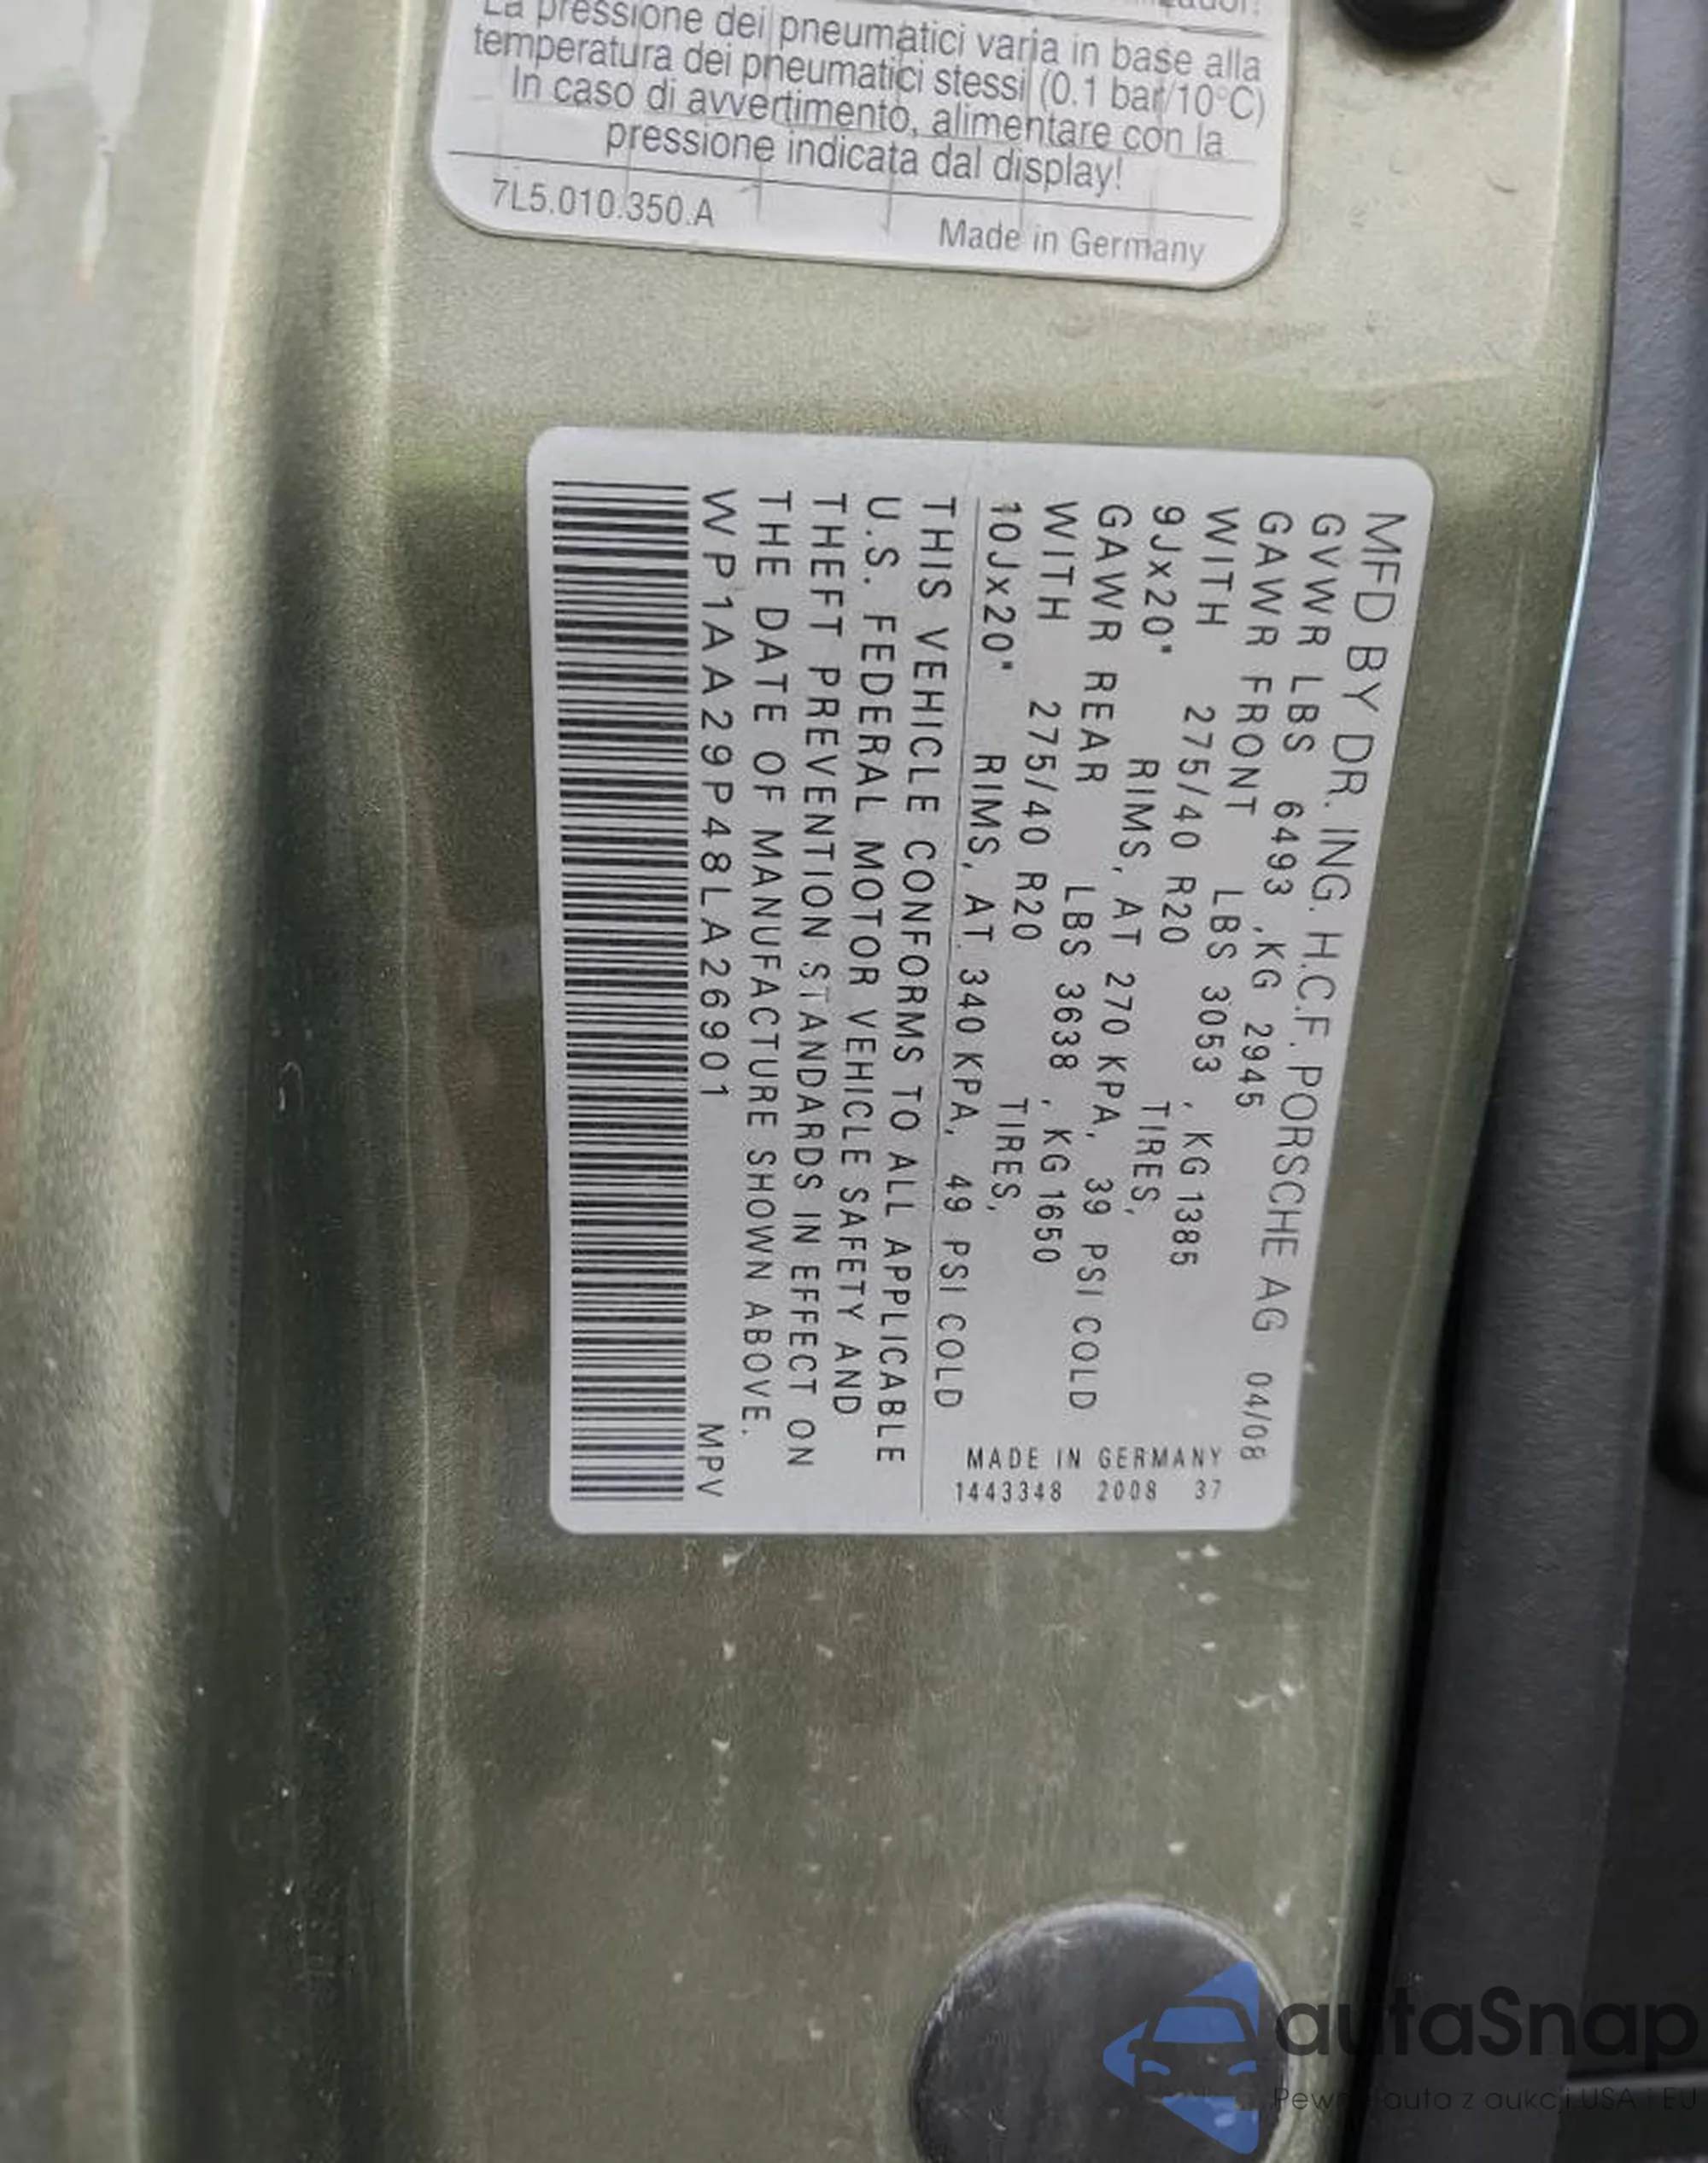 La pressione dei pneumatici varia in base alla
temperatura dei pneumatici stessi (0.1 bar/10°C)
In caso di avvertimento, alimentare con la
pressione indicata dal display!
7L5.010.350.A
Made in Germany
MFD BY DR. ING. H.C.F. PORSCHE AG 04/08
GVWR LBS 6493 ,KG 2945
GAWR FRONT LBS 3053 , KG 1385
WITH 275/40 R20 TIRES,
9Jx20" RIMS, AT 270 KPA, 39 PSI COLD
GAWR REAR LBS 3638 , KG 1650
WITH 275/40 R20 TIRES,
10Jx20" RIMS, AT 340 KPA, 49 PSI COLD
MADE IN GERMANY
1443348 2008 37
THIS VEHICLE CONFORMS TO ALL APPLICABLE
U.S. FEDERAL MOTOR VEHICLE SAFETY AND
THEFT PREVENTION STANDARDS IN EFFECT ON
THE DATE OF MANUFACTURE SHOWN ABOVE.
WP1AA29P48LA26901 MPV
autaSnap
Pewne auta z aukcji USA i EU